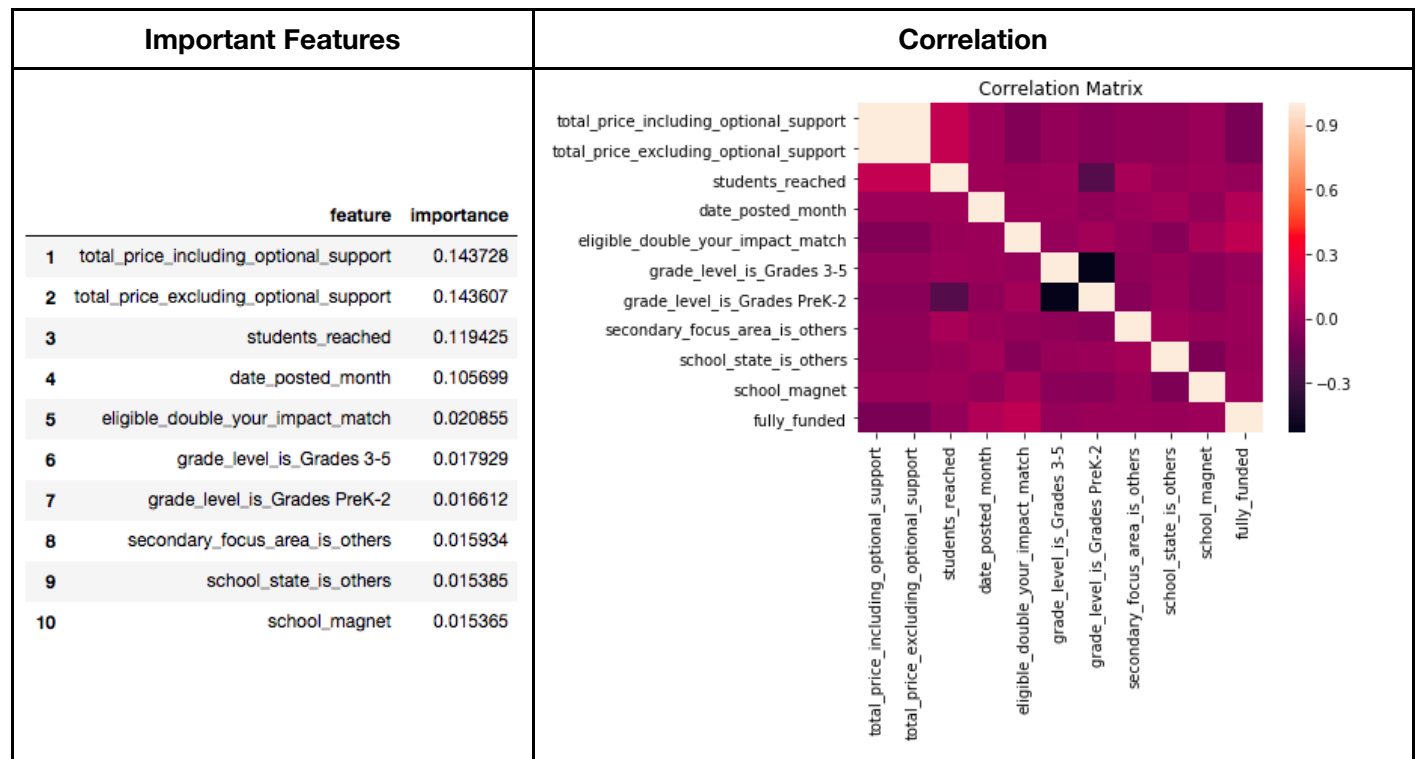 Important Features
Correlation
feature importance
1 total_price_including_optional_support 0.143728
2 total_price_excluding_optional_support 0.143607
3 students_reached 0.119425
4 date_posted_month 0.105699
5 eligible_double_your_impact_match 0.020855
6 grade_level_is_Grades 3-5 0.017929
7 grade_level_is_Grades PreK-2 0.016612
8 secondary_focus_area_is_others 0.015934
9 school_state_is_others 0.015385
10 school_magnet 0.015365
Correlation Matrix
total_price_including_optional_support
total_price_excluding_optional_support
students_reached
date_posted_month
eligible_double_your_impact_match
grade_level_is_Grades 3-5
grade_level_is_Grades PreK-2
secondary_focus_area_is_others
school_state_is_others
school_magnet
fully_funded
total_price_including_optional_support
total_price_excluding_optional_support
students_reached
date_posted_month
eligible_double_your_impact_match
grade_level_is_Grades 3-5
grade_level_is_Grades PreK-2
secondary_focus_area_is_others
school_state_is_others
school_magnet
fully_funded
0.9
0.6
0.3
0.0
−0.3